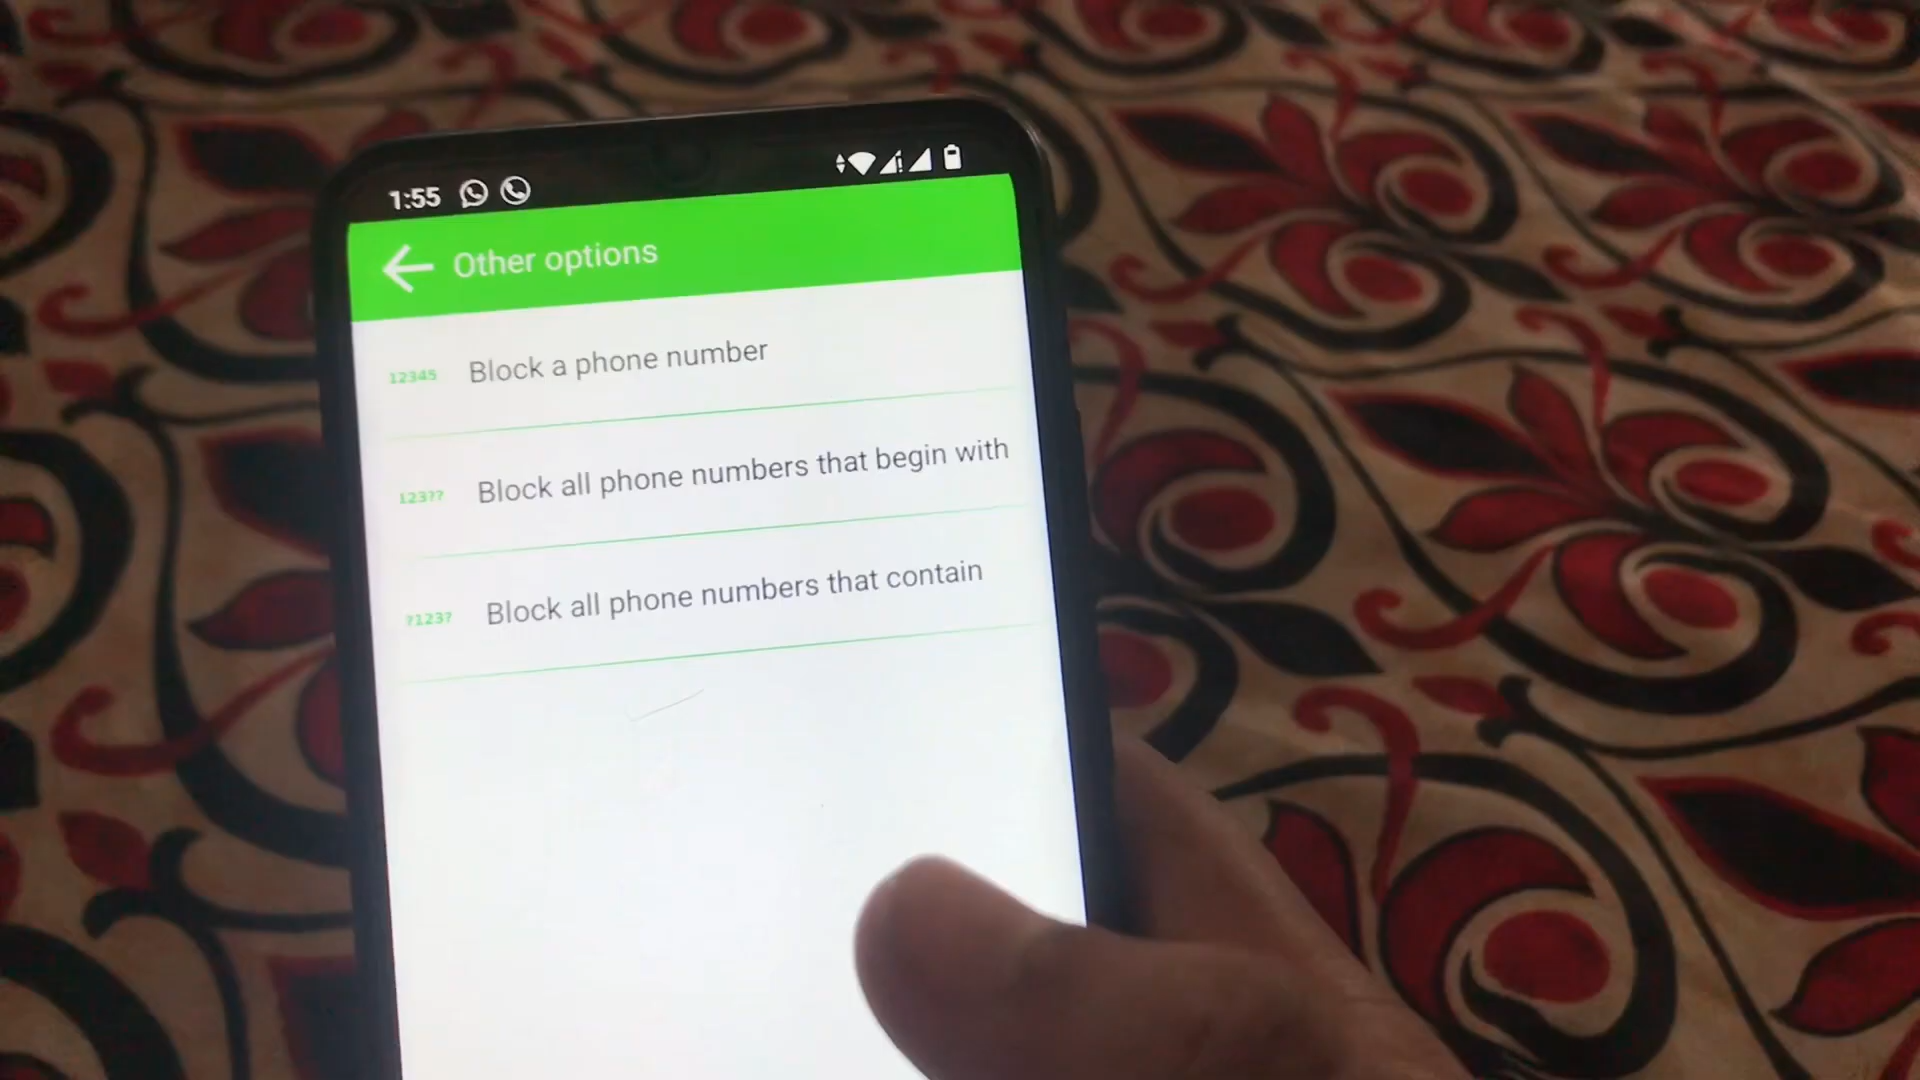 1:55
Other options
12345 Block a phone number
123?? Block all phone numbers that begin with
?123? Block all phone numbers that contain